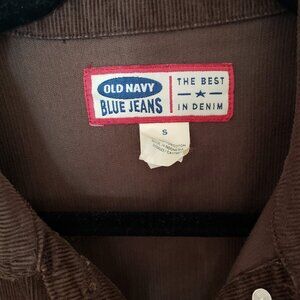 OLD NAVY
BLUE JEANS
THE BEST
IN DENIM
S